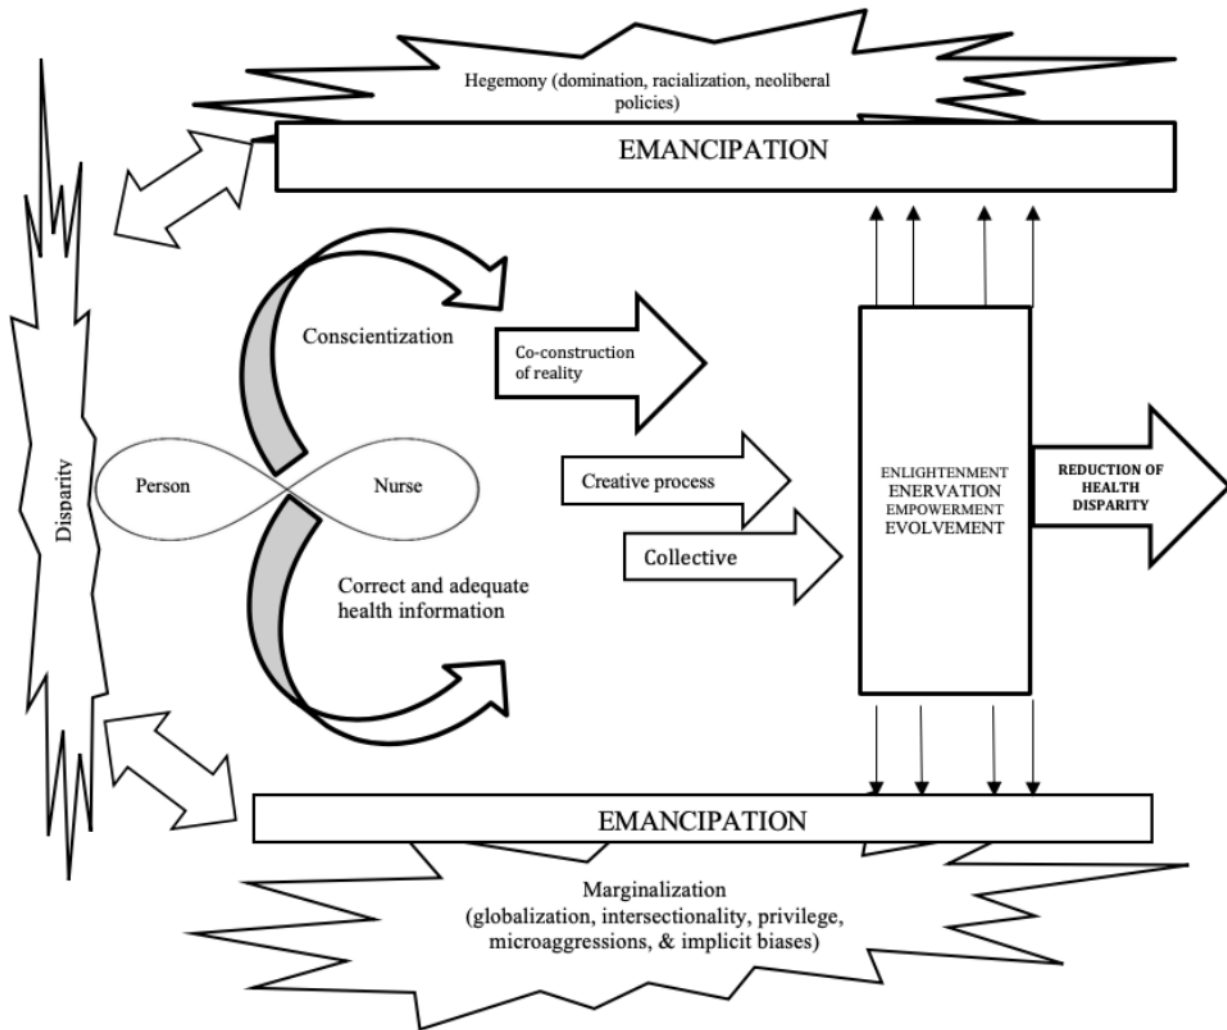 Hegemony (domination, racialization, neoliberal
policies)
EMANCIPATION
Conscientization
Co-construction
of reality
Disparity
Person
Nurse
Creative process
Collective
ENLIGHTENMENT
ENERVATION
EMPOWERMENT
EVOLVEMENT
REDUCTION OF
HEALTH
DISPARITY
Correct and adequate
health information
EMANCIPATION
Marginalization
(globalization, intersectionality, privilege,
microaggressions, & implicit biases)